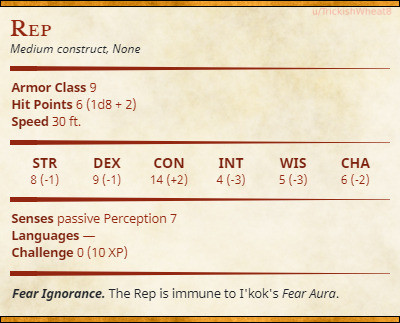 u/TrickishWheat8
Rep
Medium construct, None
Armor Class 9
Hit Points 6 (1d8 + 2)
Speed 30 ft.
STR DEX CON INT WIS CHA
8 (-1) 9 (-1) 14 (+2) 4 (-3) 5 (-3) 6 (-2)
Senses passive Perception 7
Languages —
Challenge 0 (10 XP)
Fear Ignorance. The Rep is immune to I'kok's Fear Aura.